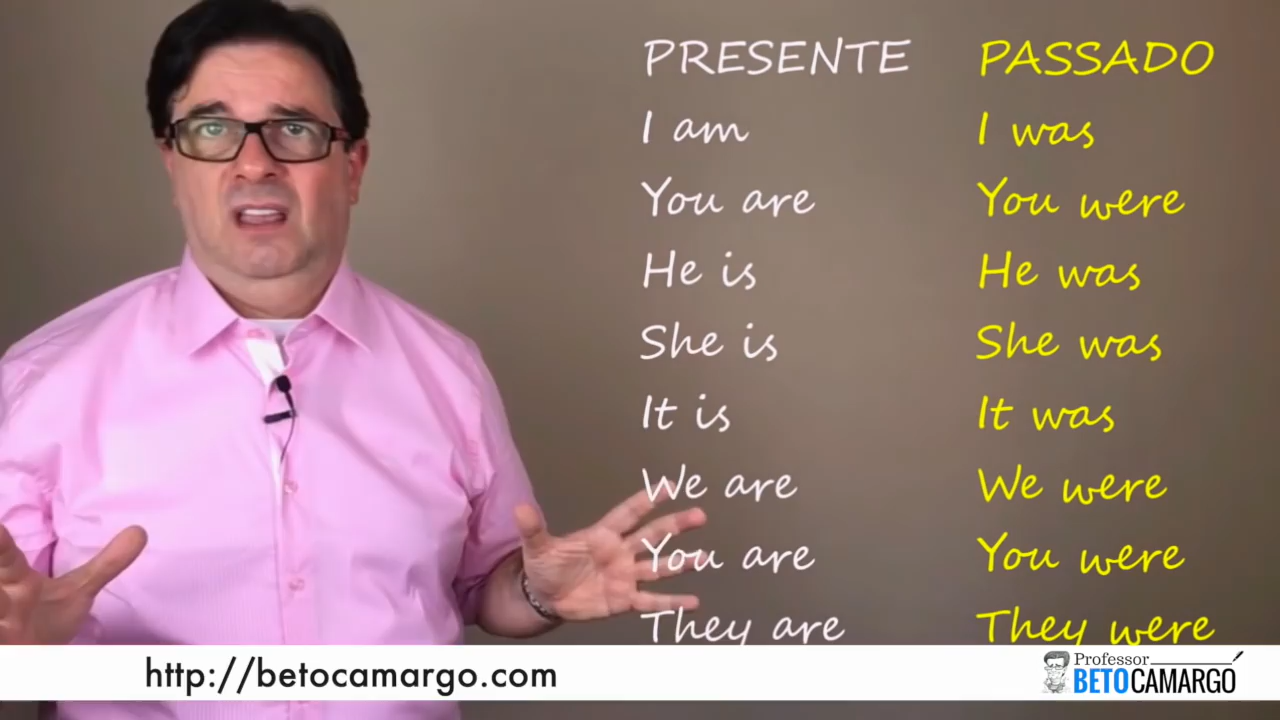 PRESENTE PASSADO
I am I was
You are You were
He is He was
She is She was
It is It was
We are We were
You are You were
They are They were
http://betocamargo.com
Professor
BETOCAMARGO